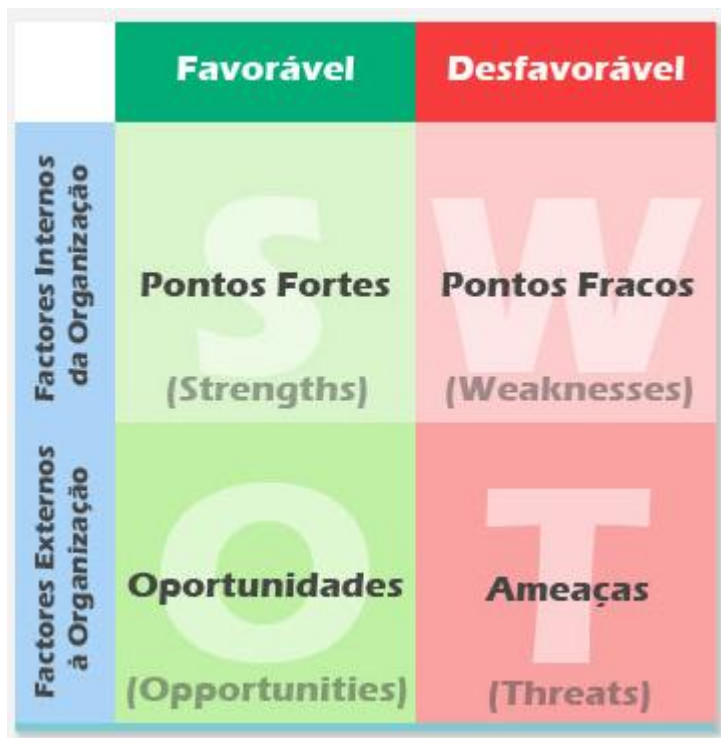 Favorável
Desfavorável
Factores Internos
da Organização
S
Pontos Fortes
(Strengths)
W
Pontos Fracos
(Weaknesses)
Factores Externos
à Organização
O
Oportunidades
(Opportunities)
T
Ameaças
(Threats)